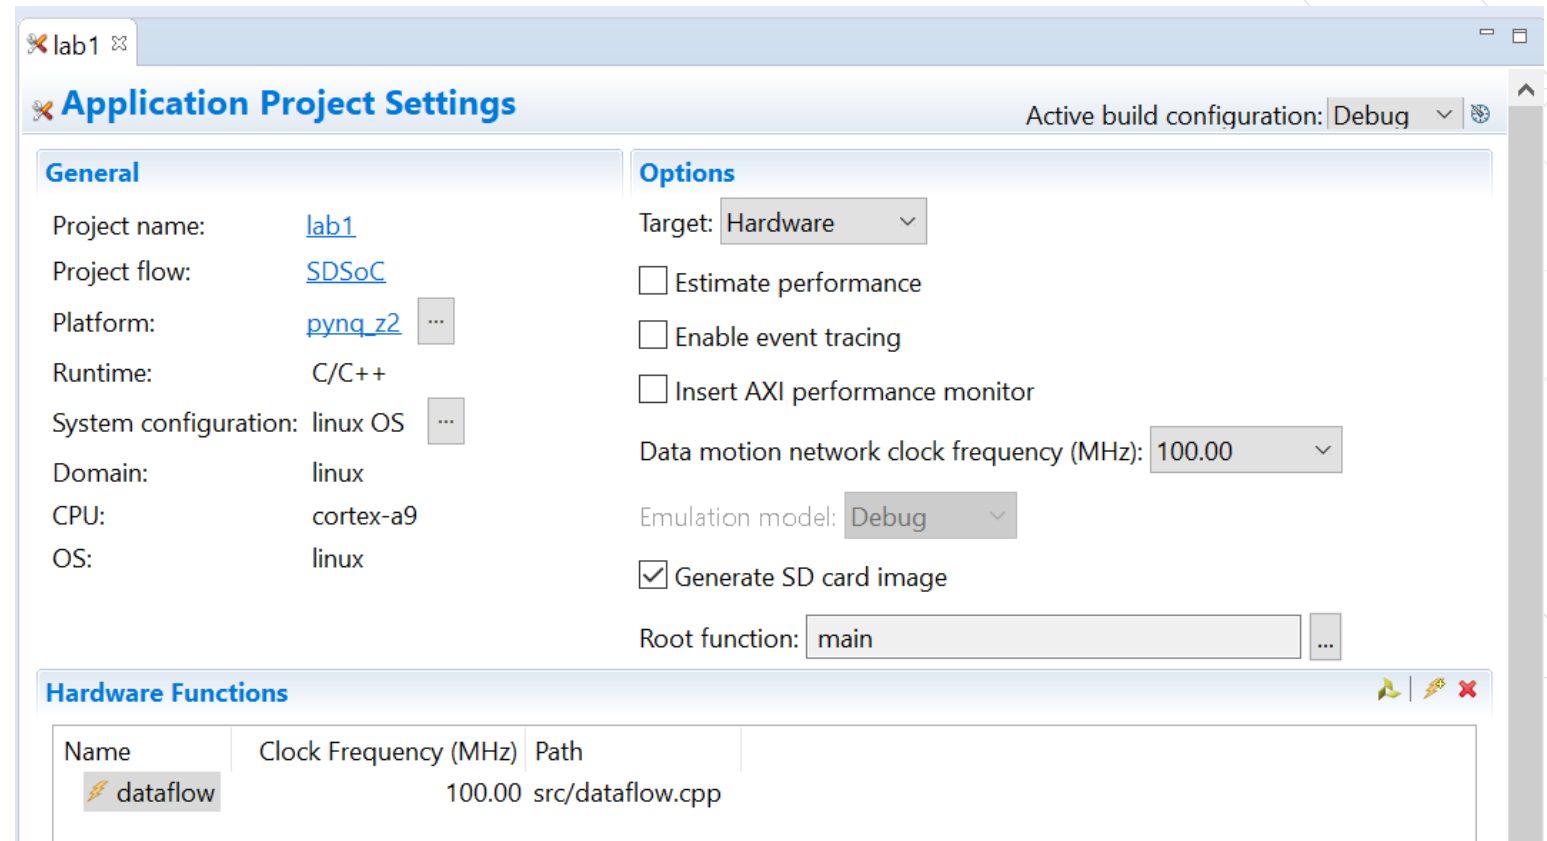 lab1
Application Project Settings
Active build configuration: Debug
General
Project name: lab1
Project flow: SDSoC
Platform: pynq_z2 ...
Runtime: C/C++
System configuration: linux OS ...
Domain: linux
CPU: cortex-a9
OS: linux
Options
Target: Hardware
Estimate performance
Enable event tracing
Insert AXI performance monitor
Data motion network clock frequency (MHz): 100.00
Emulation model: Debug
Generate SD card image
Root function: main ...
Hardware Functions
Name Clock Frequency (MHz) Path
dataflow 100.00 src/dataflow.cpp